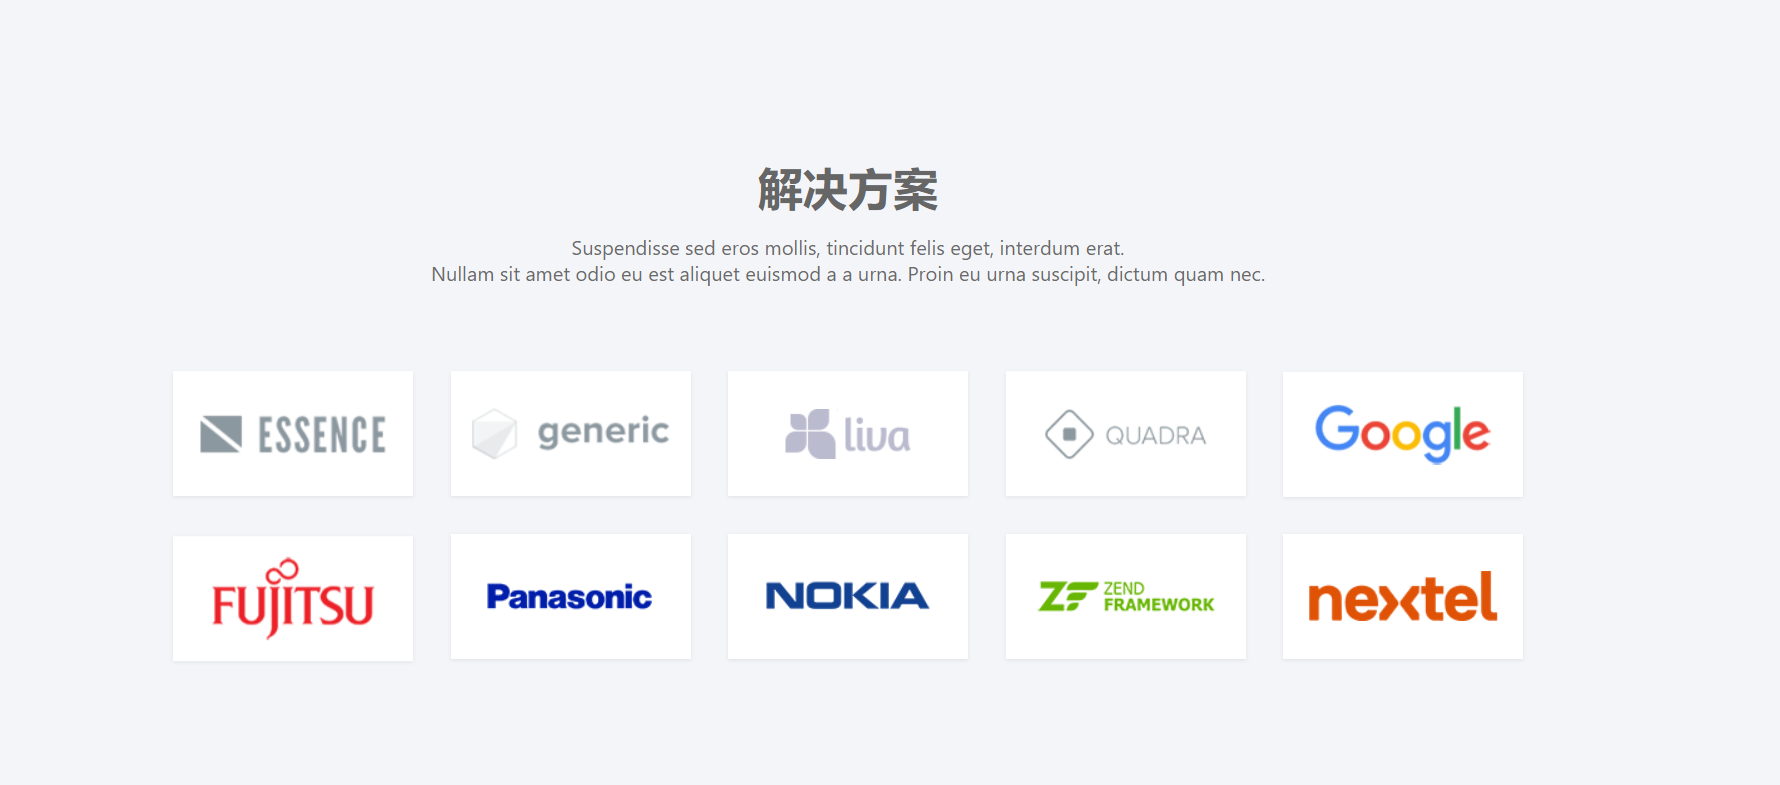 解决方案
Suspendisse sed eros mollis, tincidunt felis eget, interdum erat.
Nullam sit amet odio eu est aliquet euismod a a urna. Proin eu urna suscipit, dictum quam nec.
ESSENCE
generic
liva
QUADRA
Google
FUJITSU
Panasonic
NOKIA
ZF ZEND
FRAMEWORK
nextel